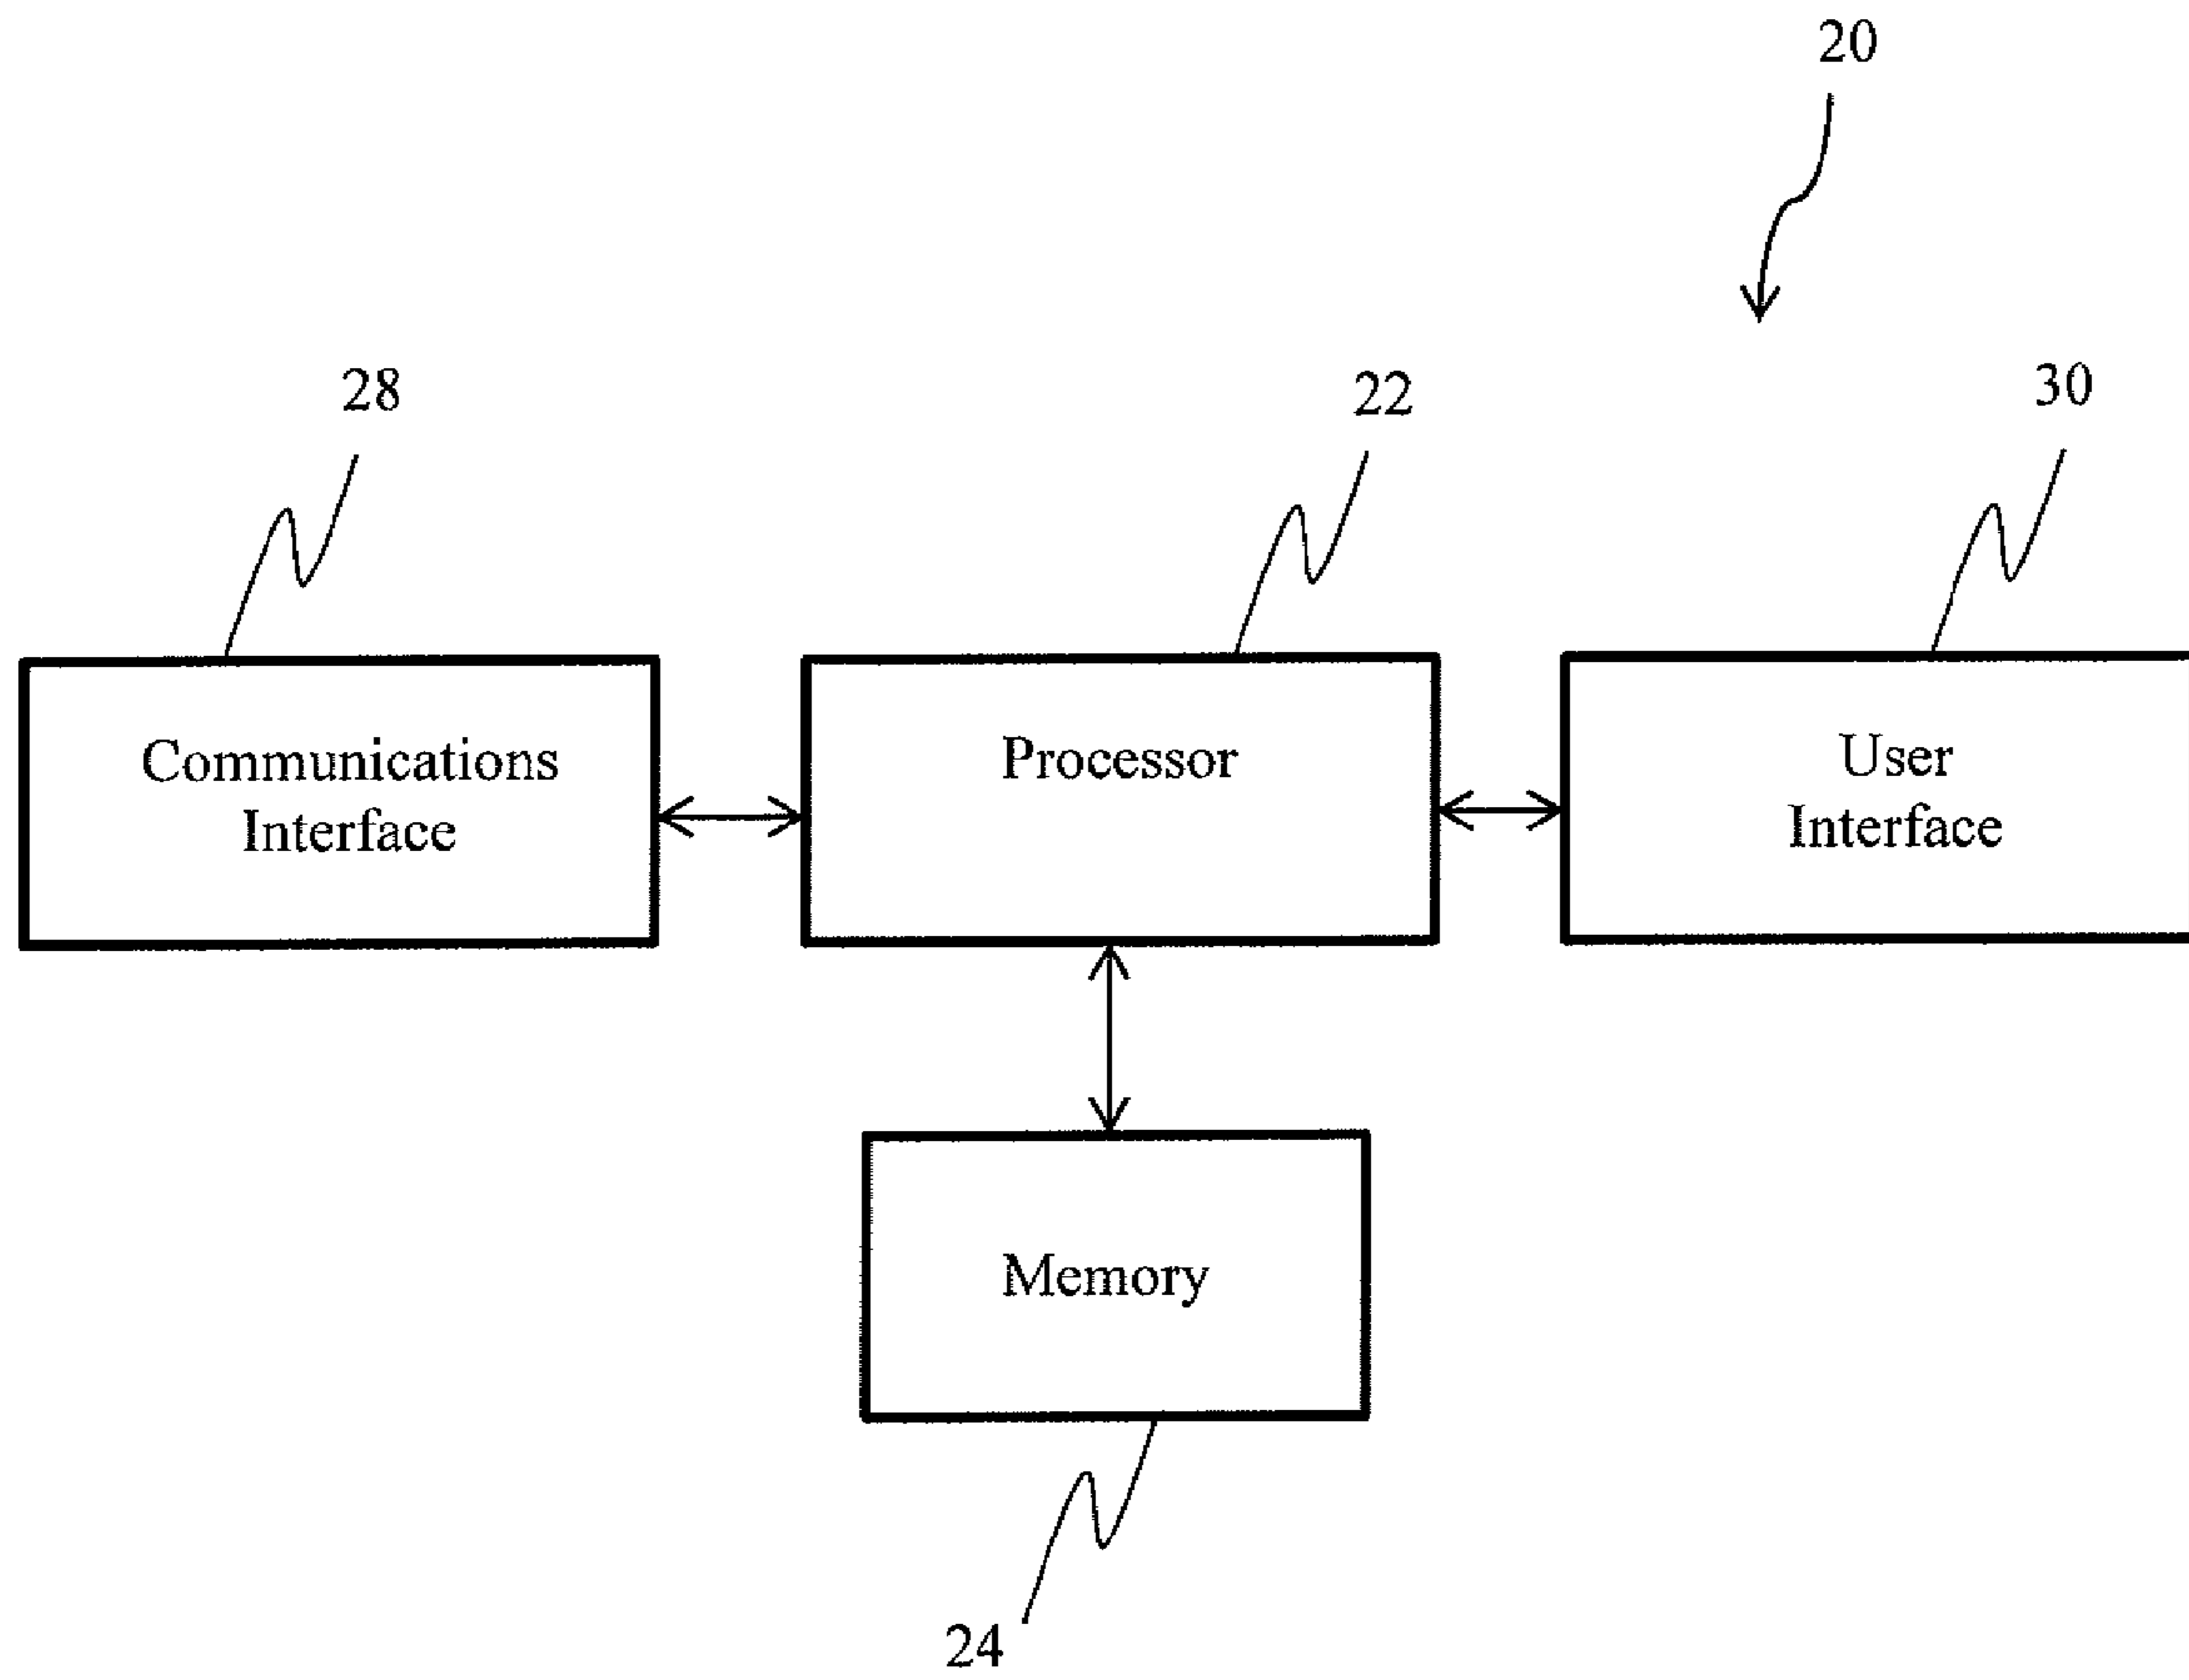 20
28
22
30
Communications
Interface
Processor
User
Interface
Memory
24